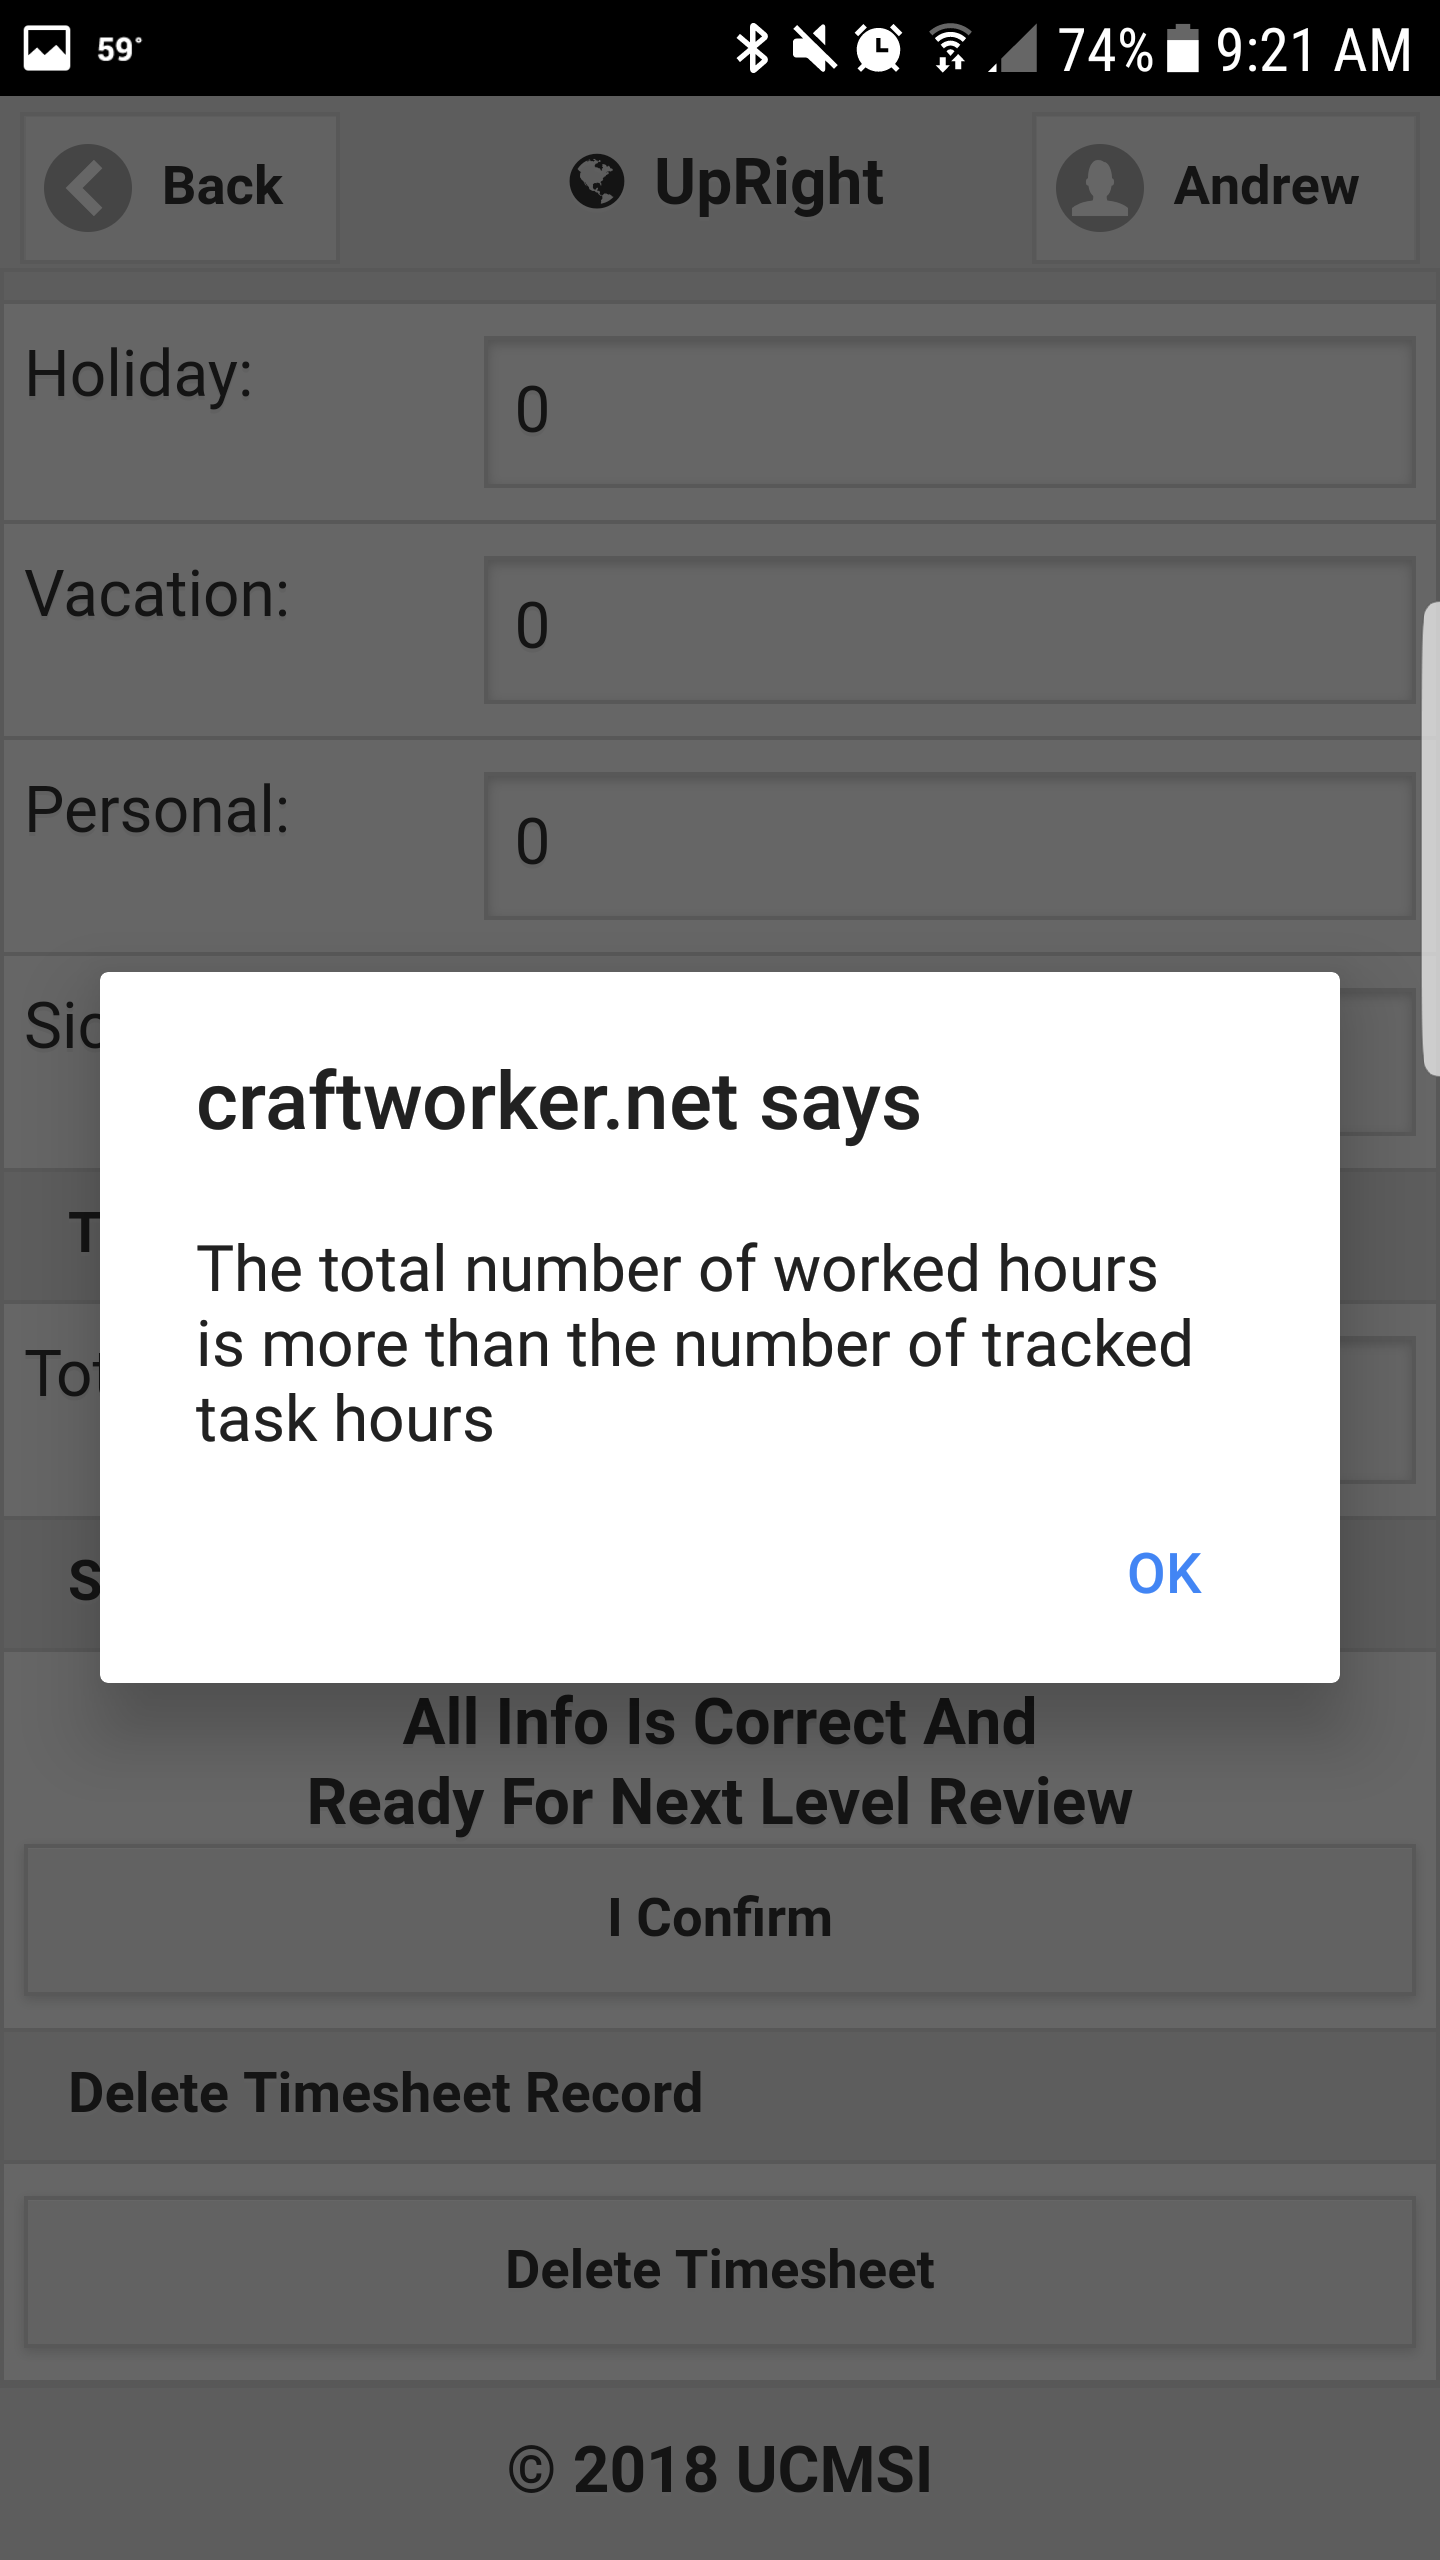 59°
74% 9:21 AM
Back
UpRight
Andrew
Holiday:
0
Vacation:
0
Personal:
0
craftworker.net says
The total number of worked hours
is more than the number of tracked
task hours
OK
All Info Is Correct And
Ready For Next Level Review
I Confirm
Delete Timesheet Record
Delete Timesheet
© 2018 UCMSI